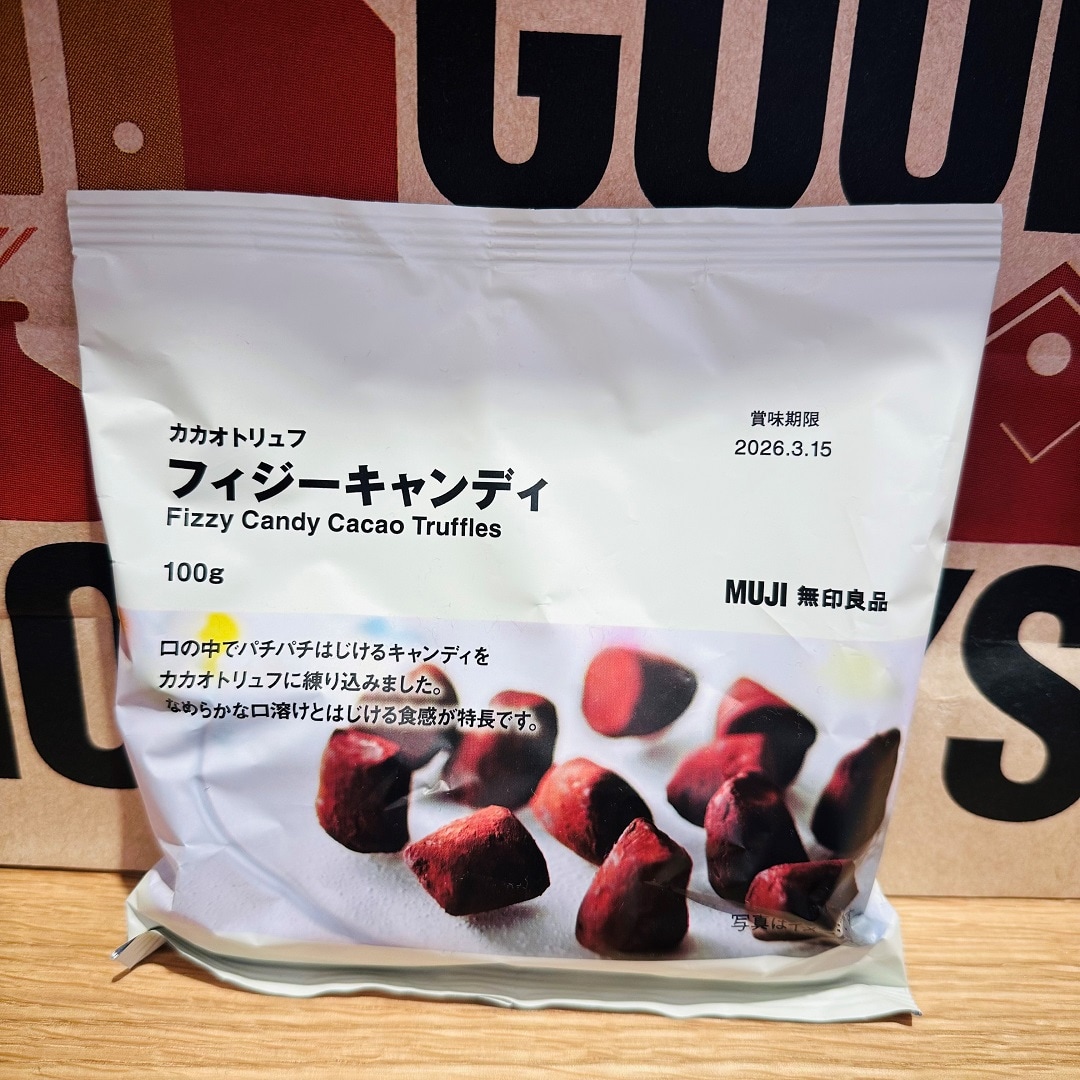 GOO
カカオトリュフ
フィジーキャンディ
Fizzy Candy Cacao Truffles
100g
賞味期限
2026.3.15
MUJI 無印良品
口の中でパチパチはじけるキャンディを
カカオトリュフに練り込みました。
なめらかな口溶けとはじける食感が特長です。
写真は